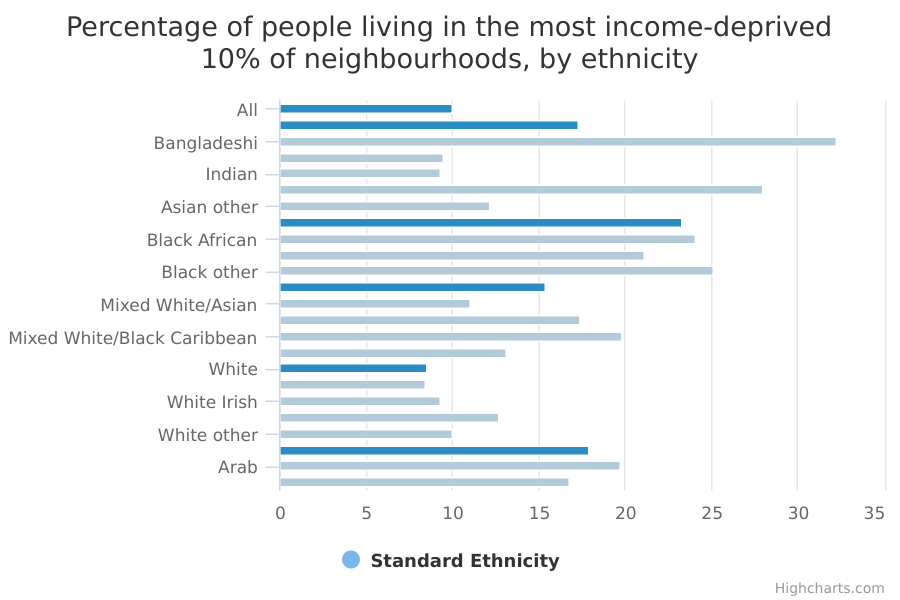 Percentage of people living in the most income-deprived
10% of neighbourhoods, by ethnicity
All
Bangladeshi
Indian
Asian other
Black African
Black other
Mixed White/Asian
Mixed White/Black Caribbean
White
White Irish
White other
Arab
0 5 10 15 20 25 30 35
Standard Ethnicity
Highcharts.com